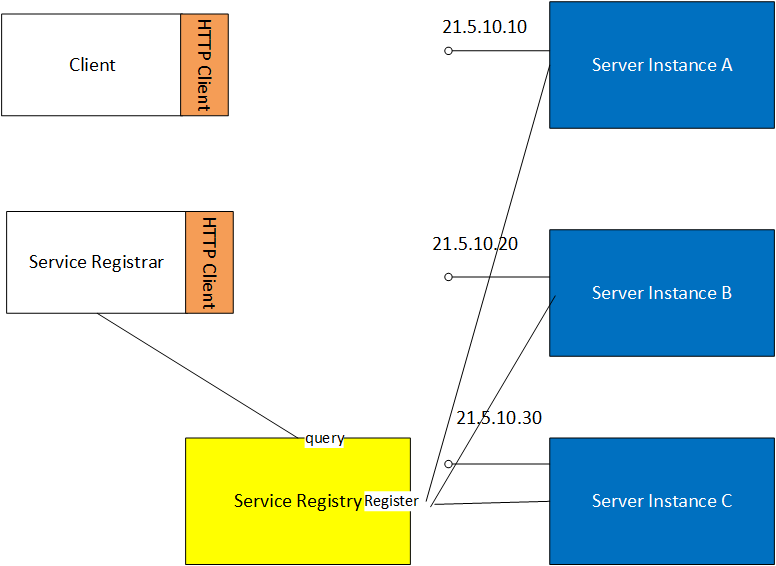 21.5.10.10
Client
HTTP Client
Server Instance A
21.5.10.20
Service Registrar
HTTP Client
Server Instance B
21.5.10.30
query
Service Registry
Register
Server Instance C